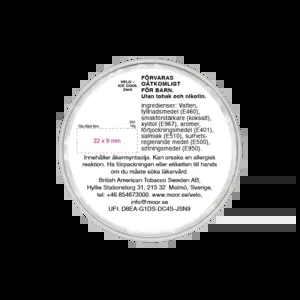 VELO -
ICE COOL
Zero
FÖRVARAS
OÅTKOMLIGT
FÖR BARN.
Utan tobak och nikotin.
Ingredienser: Vatten,
fyllnadsmedel (E460),
smakförstärkare (koksalt),
xylitol (E967), aromer,
förtjockningsmedel (E401),
salmiak (E510), surhets-
reglerande medel (E500),
sötningsmedel (E950).
22 x 9 mm
Innehåller åkermyntaolja. Kan orsaka en allergisk
reaktion. Ha förpackningen eller etiketten till hands
om du måste söka läkarvård.
British American Tobacco Sweden AB,
Hyllie Stationstorg 31, 215 32 Malmö, Sverige,
tel: +46 854673000. www.moor.se/velo,
info@moor.se
UFI: D8EA-G1DS-DC4S-JSN9